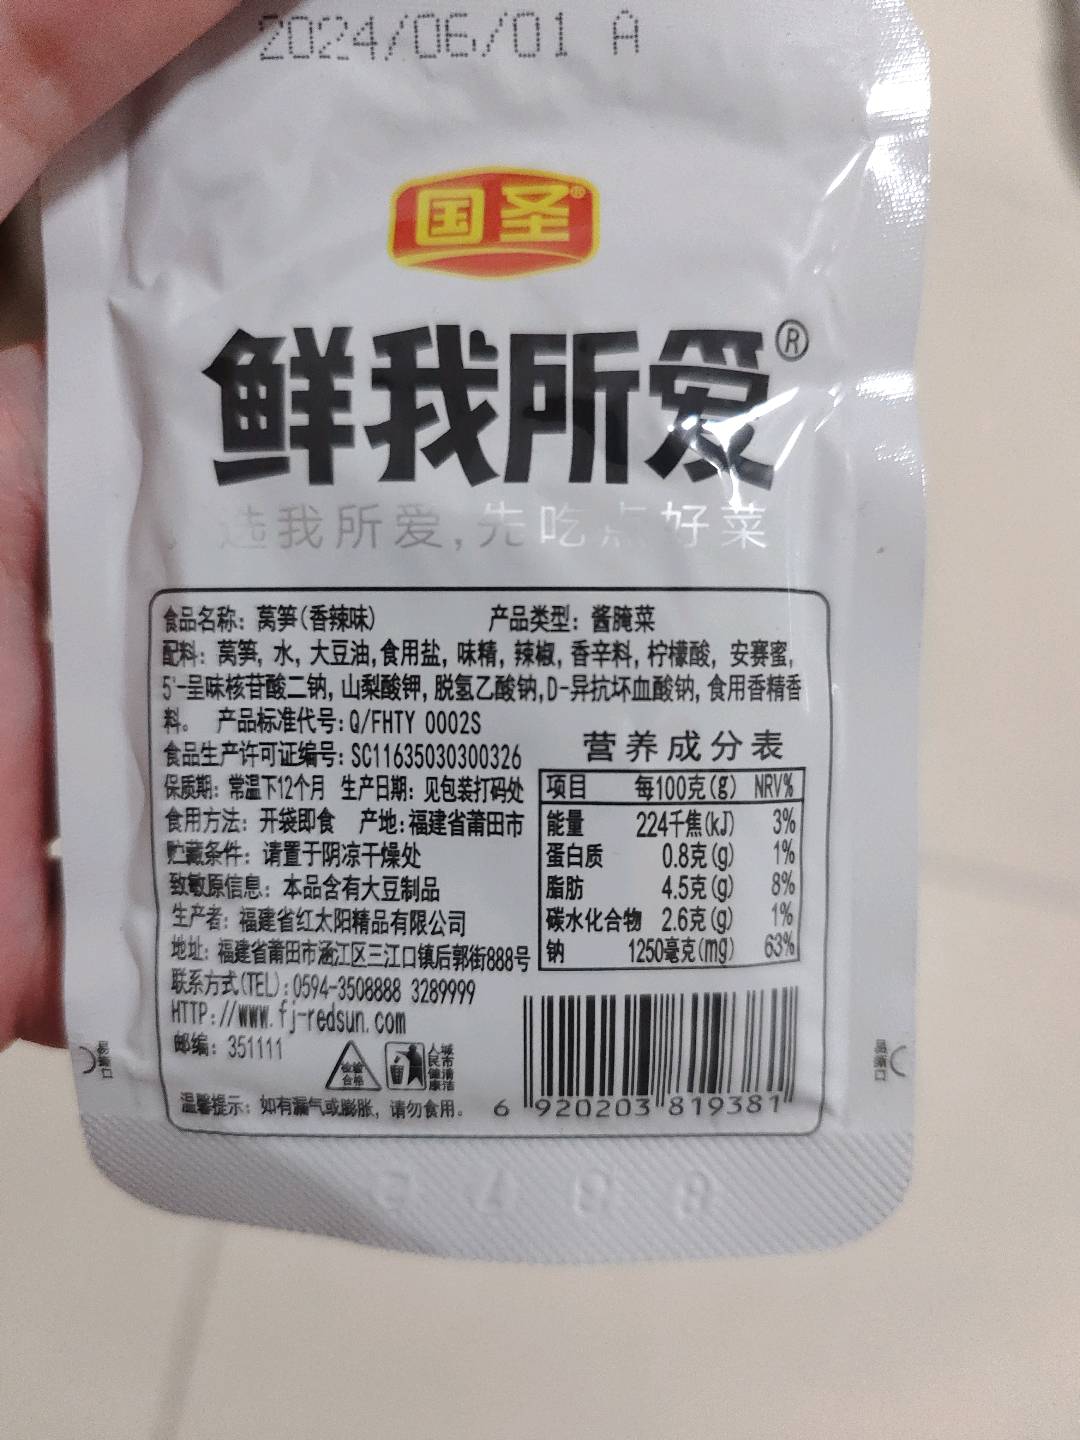 2024/06/01 A
国圣®
鲜我所爱®
选我所爱,先吃点好菜
食品名称：莴笋(香辣味) 产品类型：酱腌菜
配料：莴笋, 水, 大豆油, 食用盐, 味精, 辣椒, 香辛料, 柠檬酸, 安赛蜜,
5'-呈味核苷酸二钠, 山梨酸钾, 脱氢乙酸钠, D-异抗坏血酸钠, 食用香精香
料。 产品标准代号: Q/FHTY 0002S
食品生产许可证编号: SC11635030300326
保质期: 常温下12个月 生产日期: 见包装打码处
食用方法: 开袋即食 产地: 福建省莆田市
贮藏条件: 请置于阴凉干燥处
致敏原信息: 本品含有大豆制品
生产者: 福建省红太阳精品有限公司
地址: 福建省莆田市涵江区三江口镇后郭街888号
联系方式(TEL): 0594-3508888 3289999
HTTP://www.fj-redsun.com
邮编: 351111
营养成分表
项目 每100克(g) NRV%
能量 224千焦(kJ) 3%
蛋白质 0.8克(g) 1%
脂肪 4.5克(g) 8%
碳水化合物 2.6克(g) 1%
钠 1250毫克(mg) 63%
检验
合格
人民健康
城市清洁
温馨提示: 如有漏气或膨胀, 请勿食用。
6 920203 819381
易撕口
易撕口